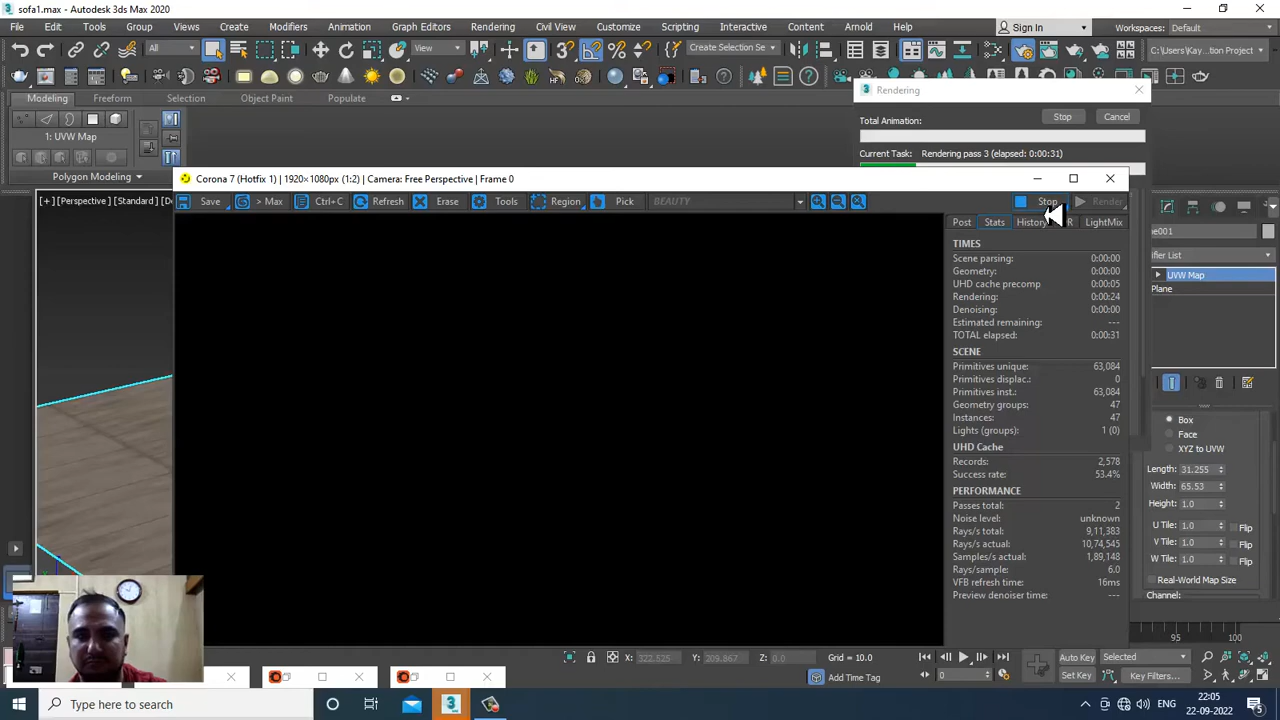 sofa1.max - Autodesk 3ds Max 2020
File Edit Tools Group Views Create Modifiers Animation Graph Editors Rendering Civil View Customize Scripting Interactive Content Arnold Help
Sign In
Workspaces: Default
All
View
Create Selection Se
C:\Kay...tion Project
Modeling Freeform Selection Object Paint Populate
1: UVW Map
Polygon Modeling
Rendering
Stop Cancel
Total Animation:
Current Task: Rendering pass 3 (elapsed: 0:00:31)
Corona 7 (Hotfix 1) | 1920×1080px (1:2) | Camera: Free Perspective | Frame 0
Save > Max Ctrl+C Refresh Erase Tools Region Pick BEAUTY Stop Render
[+] [Perspective] [Standard] [De
Post Stats History R LightMix
TIMES
Scene parsing: 0:00:00
Geometry: 0:00:00
UHD cache precomp 0:00:05
Rendering: 0:00:24
Denoising: 0:00:00
Estimated remaining: ---
TOTAL elapsed: 0:00:31
SCENE
Primitives unique: 63,084
Primitives displac.: 0
Primitives inst.: 63,084
Geometry groups: 47
Instances: 47
Lights (groups): 1 (0)
UHD Cache
Records: 2,578
Success rate: 53.4%
PERFORMANCE
Passes total: 2
Noise level: unknown
Rays/s total: 9,11,383
Rays/s actual: 10,74,545
Samples/s actual: 1,89,148
Rays/sample: 6.0
VFB refresh time: 16ms
Preview denoiser time: ---
ne001
ifier List
UVW Map
Plane
Box
Face
XYZ to UVW
Length: 31.255
Width: 65.53
Height: 1.0
U Tile: 1.0 Flip
V Tile: 1.0 Flip
W Tile: 1.0 Flip
Real-World Map Size
Channel:
95 100
X: 322.525 Y: 209.867 Z: 0.0 Grid = 10.0
Add Time Tag
0
Auto Key Selected
Set Key Key Filters...
Type here to search
ENG
22:05
22-09-2022
5